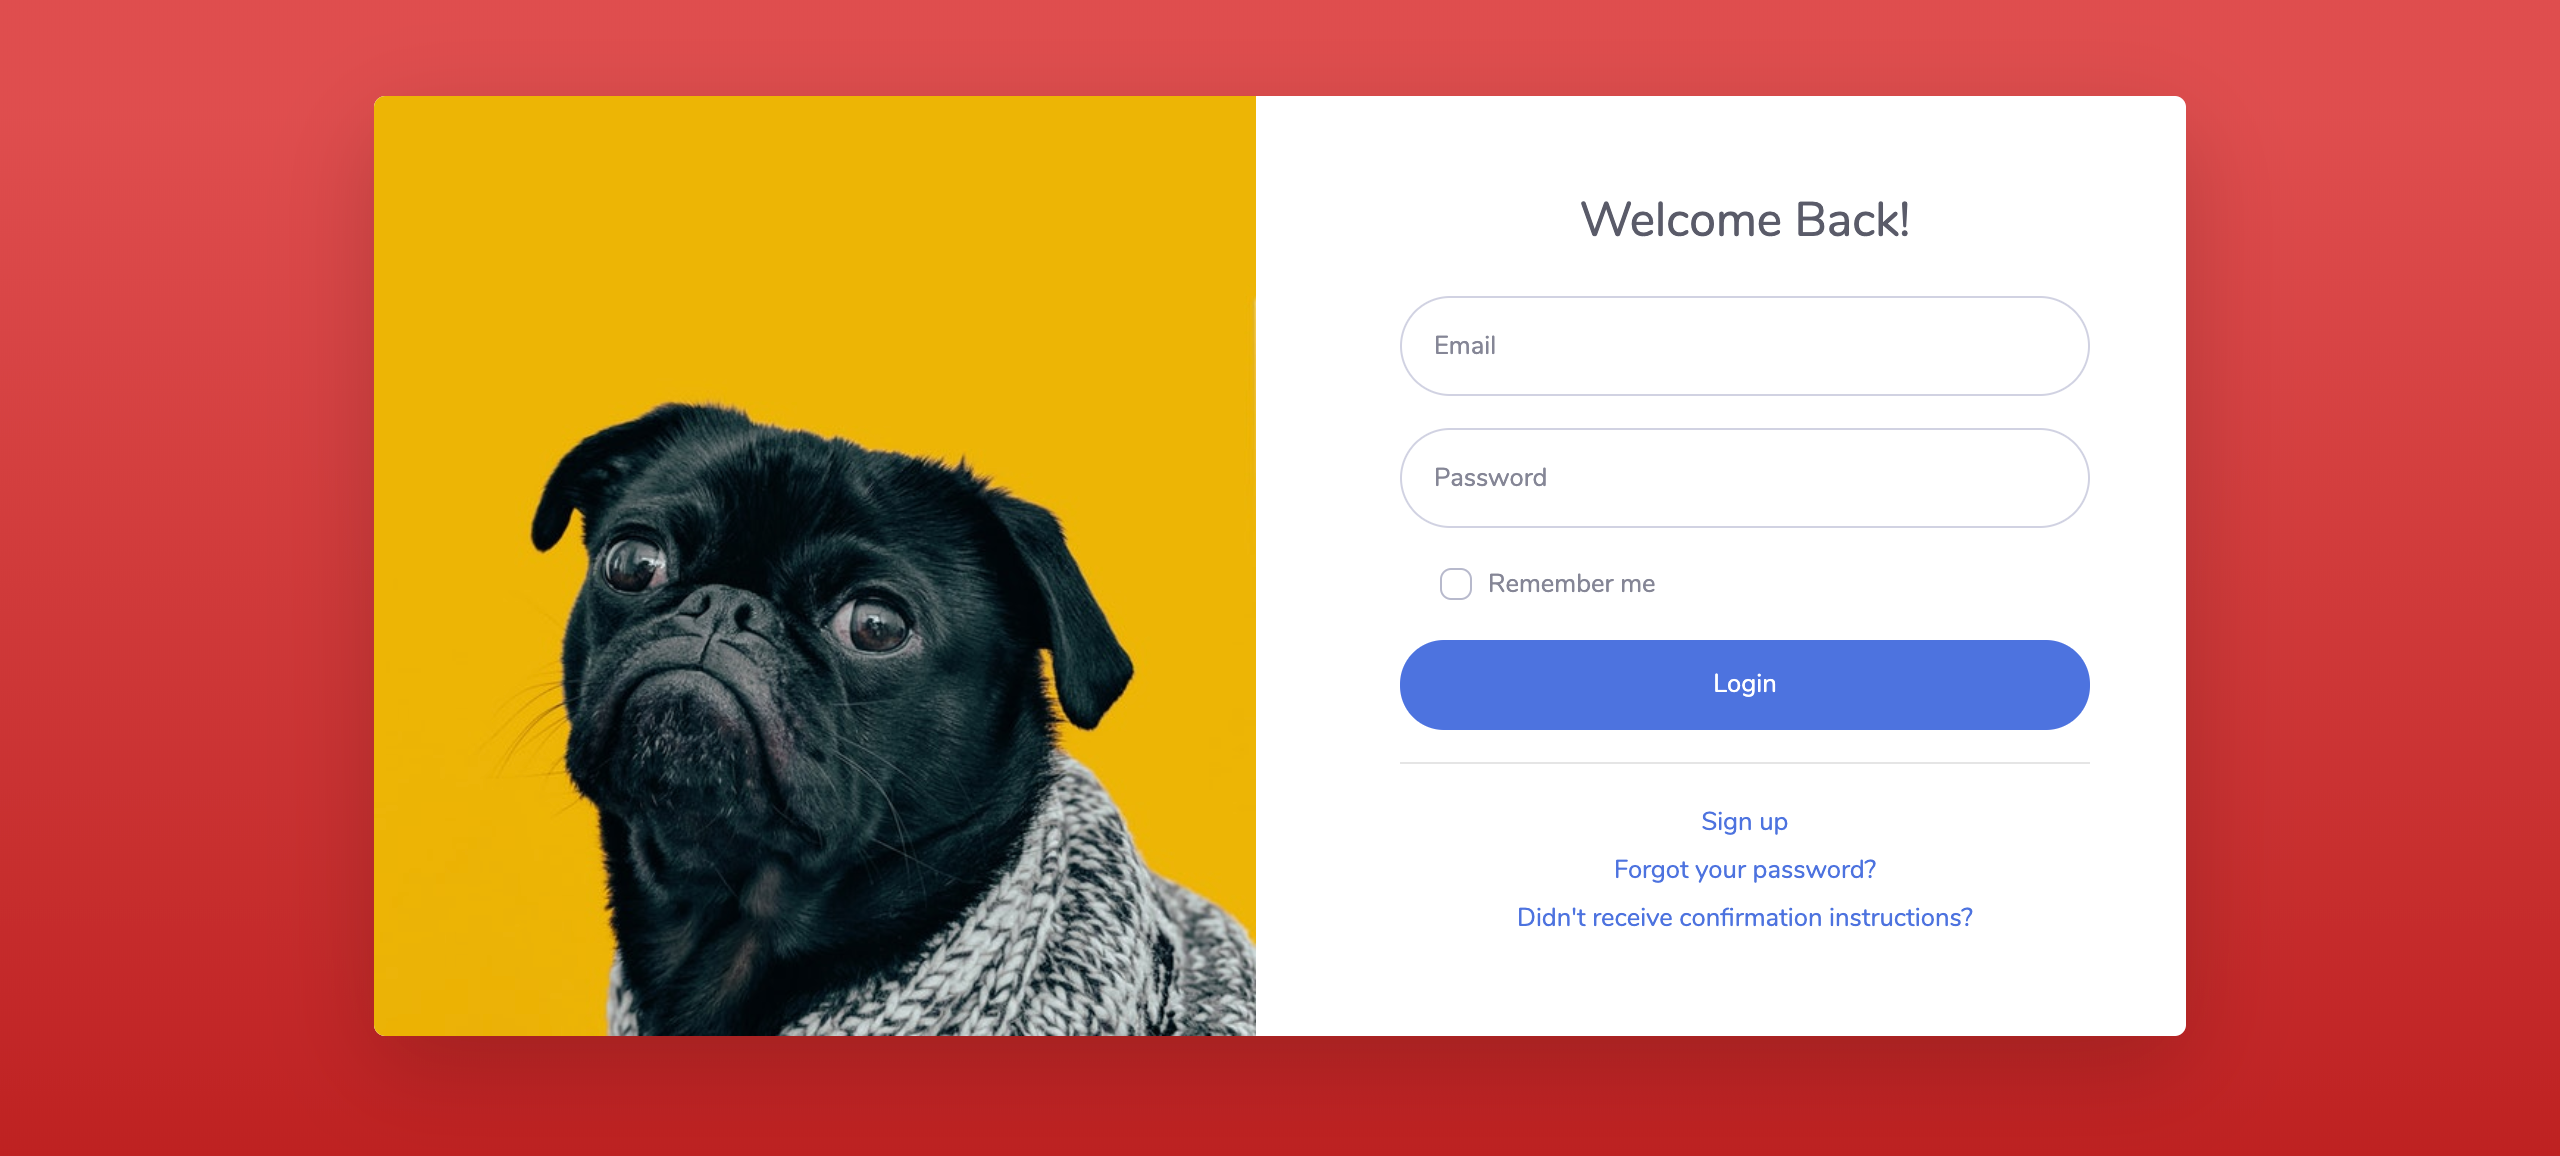 Welcome Back!
Email
Password
Remember me
Login
Sign up
Forgot your password?
Didn't receive confirmation instructions?